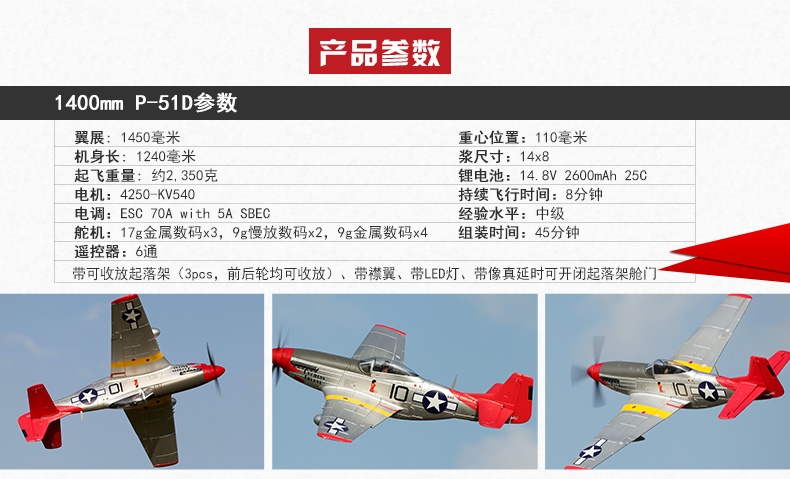 产品参数
1400mm P-51D参数
翼展: 1450毫米
重心位置: 110毫米
机身长: 1240毫米
浆尺寸: 14x8
起飞重量: 约2,350克
锂电池: 14.8V 2600mAh 25C
电机: 4250-KV540
持续飞行时间: 8分钟
电调: ESC 70A with 5A SBEC
经验水平: 中级
舵机: 17g金属数码x3, 9g慢放数码x2, 9g金属数码x4
组装时间: 45分钟
遥控器: 6通
带可收放起落架 (3pcs, 前后轮均可收放)、带襟翼、带LED灯、带像真延时可开闭起落架舱门
10
10
10